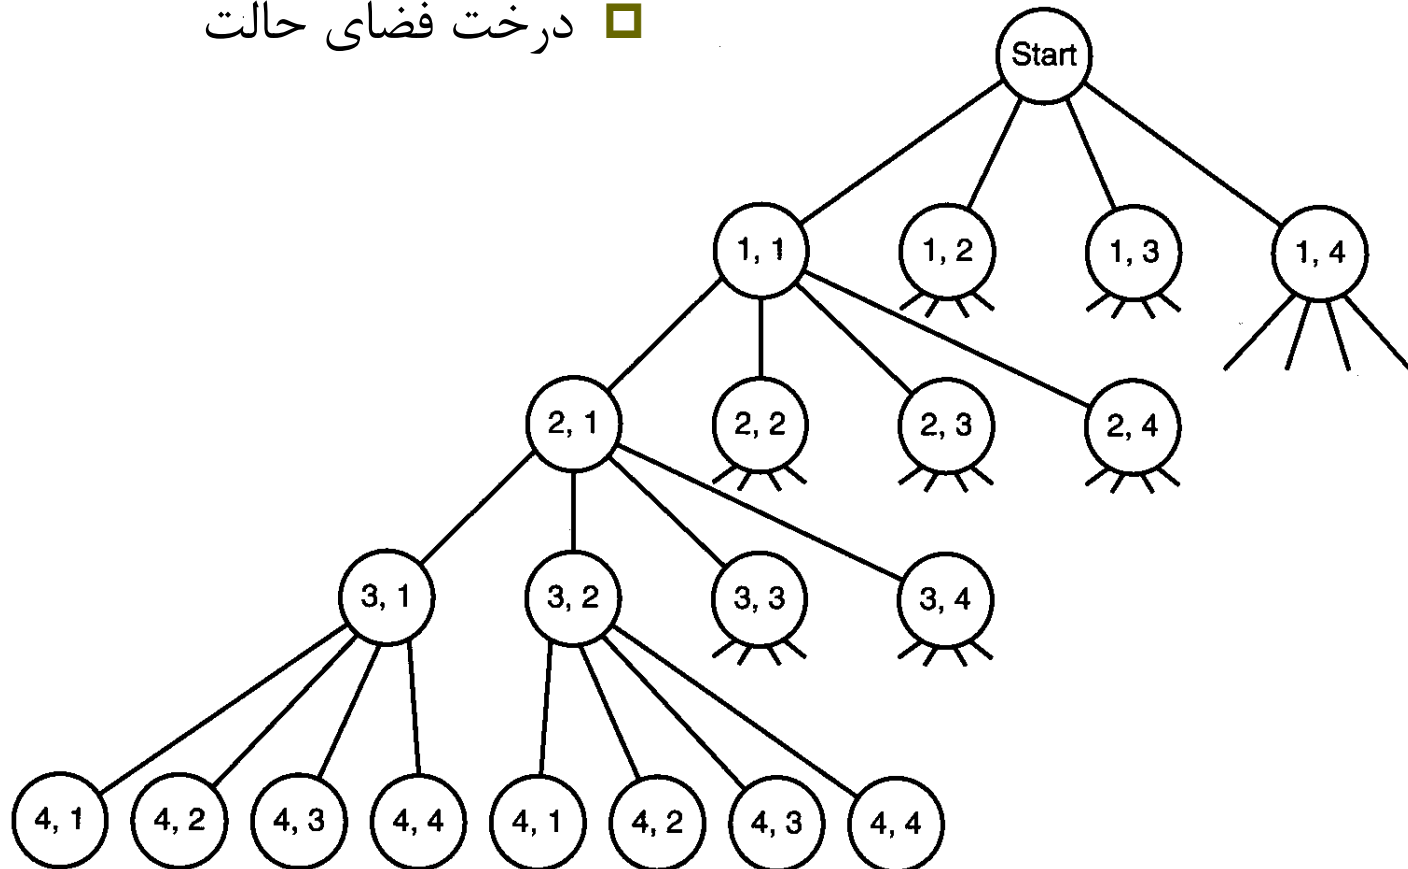 درخت فضای حالت
Start
1, 1 1, 2 1, 3 1, 4
2, 1 2, 2 2, 3 2, 4
3, 1 3, 2 3, 3 3, 4
4, 1 4, 2 4, 3 4, 4 4, 1 4, 2 4, 3 4, 4